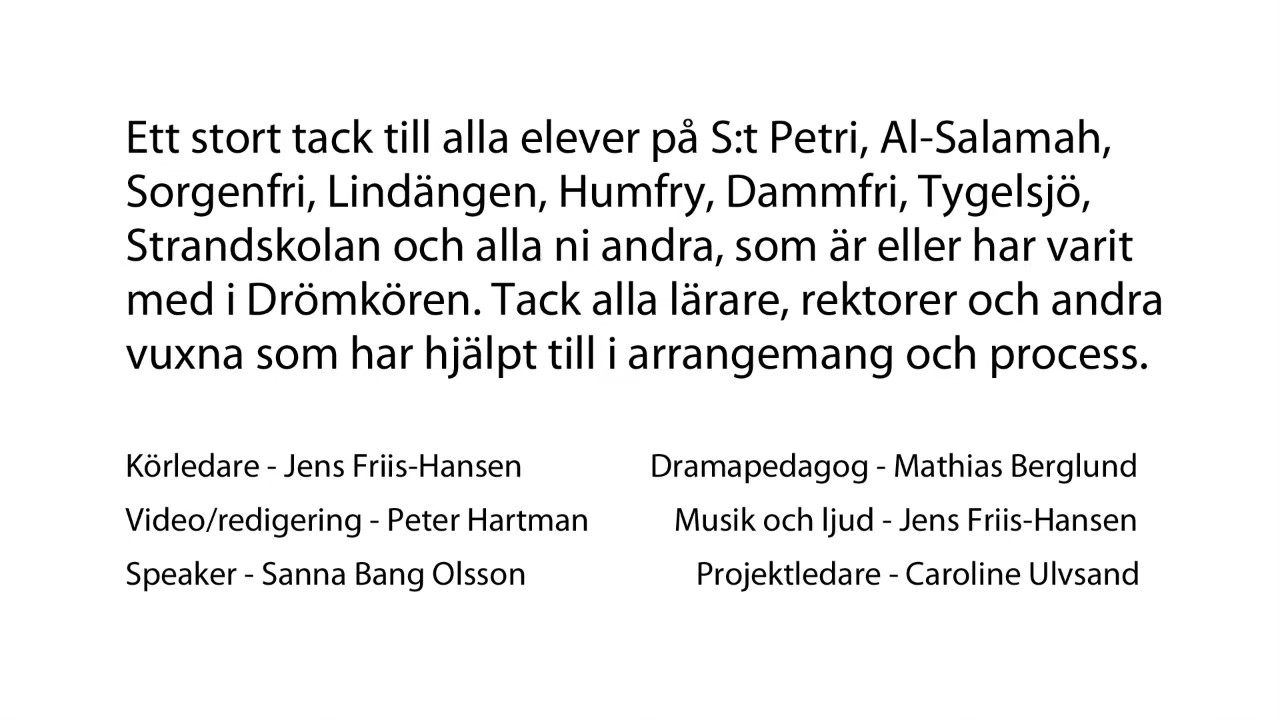 Ett stort tack till alla elever på S:t Petri, Al-Salamah,
Sorgenfri, Lindängen, Humfry, Dammfri, Tygelsjö,
Strandskolan och alla ni andra, som är eller har varit
med i Drömkören. Tack alla lärare, rektorer och andra
vuxna som har hjälpt till i arrangemang och process.
Körledare - Jens Friis-Hansen
Dramapedagog - Mathias Berglund
Video/redigering - Peter Hartman
Musik och ljud - Jens Friis-Hansen
Speaker - Sanna Bang Olsson
Projektledare - Caroline Ulvsand